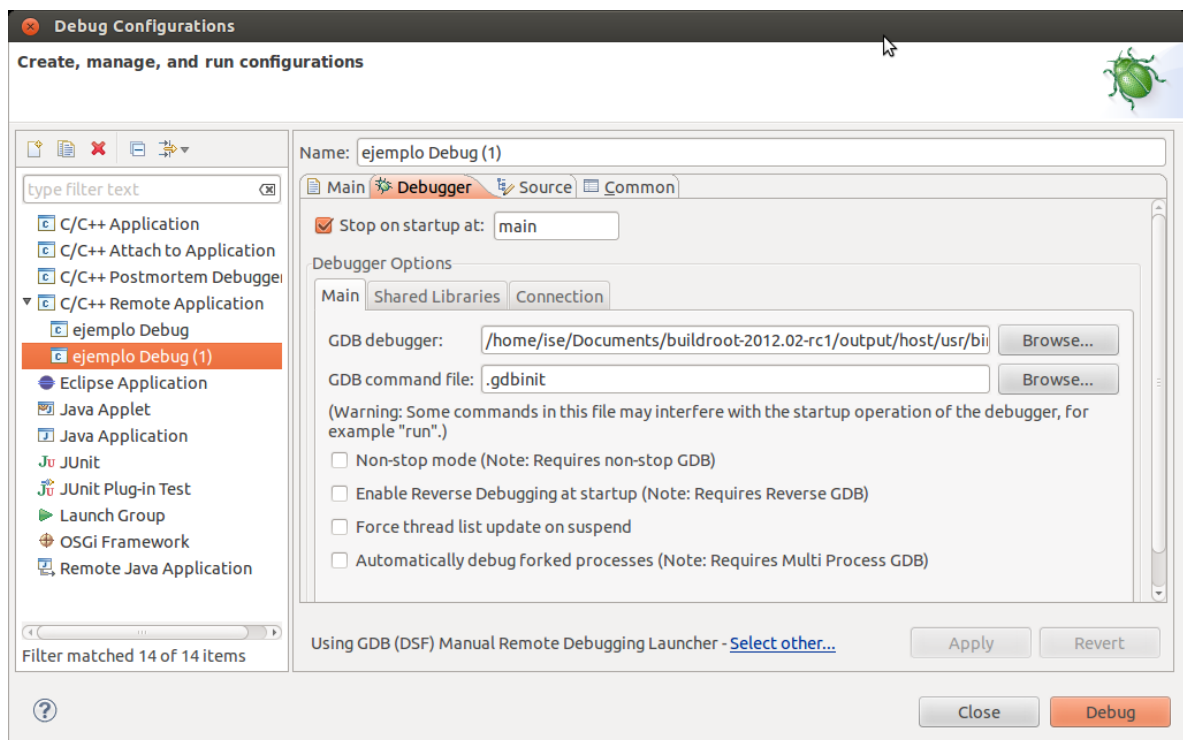 Debug Configurations
Create, manage, and run configurations
type filter text
C/C++ Application
C/C++ Attach to Application
C/C++ Postmortem Debugger
C/C++ Remote Application
ejemplo Debug
ejemplo Debug (1)
Eclipse Application
Java Applet
Java Application
Ju JUnit
JUnit Plug-in Test
Launch Group
OSGi Framework
Remote Java Application
Filter matched 14 of 14 items
Name: ejemplo Debug (1)
Main Debugger Source Common
Stop on startup at: main
Debugger Options
Main Shared Libraries Connection
GDB debugger: /home/ise/Documents/buildroot-2012.02-rc1/output/host/usr/bin Browse...
GDB command file: .gdbinit Browse...
(Warning: Some commands in this file may interfere with the startup operation of the debugger, for
example "run".)
Non-stop mode (Note: Requires non-stop GDB)
Enable Reverse Debugging at startup (Note: Requires Reverse GDB)
Force thread list update on suspend
Automatically debug forked processes (Note: Requires Multi Process GDB)
Using GDB (DSF) Manual Remote Debugging Launcher - Select other...
Apply Revert
Close Debug